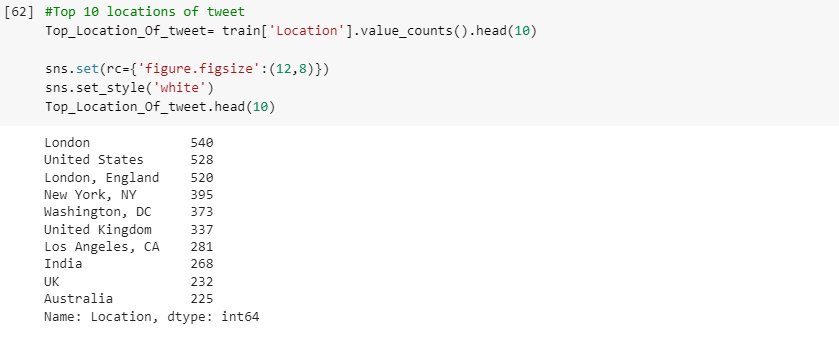 [62] #Top 10 locations of tweet
Top_Location_Of_tweet= train['Location'].value_counts().head(10)
sns.set(rc={'figure.figsize':(12,8)})
sns.set_style('white')
Top_Location_Of_tweet.head(10)
London 540
United States 528
London, England 520
New York, NY 395
Washington, DC 373
United Kingdom 337
Los Angeles, CA 281
India 268
UK 232
Australia 225
Name: Location, dtype: int64